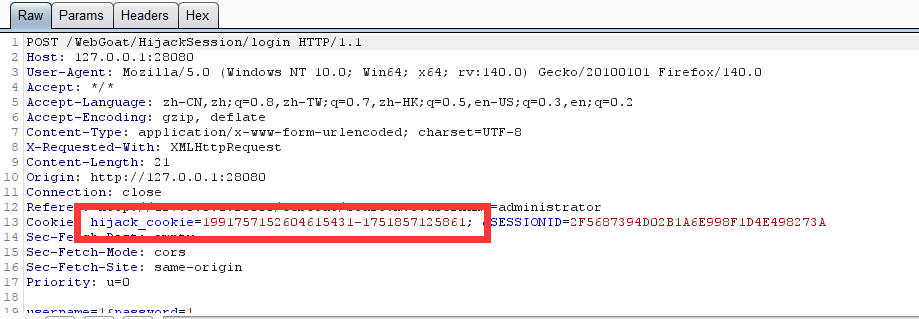 Raw Params Headers Hex
1 POST /WebGoat/HijackSession/login HTTP/1.1
2 Host: 127.0.0.1:28080
3 User-Agent: Mozilla/5.0 (Windows NT 10.0; Win64; x64; rv:140.0) Gecko/20100101 Firefox/140.0
4 Accept: */*
5 Accept-Language: zh-CN,zh;q=0.8,zh-TW;q=0.7,zh-HK;q=0.5,en-US;q=0.3,en;q=0.2
6 Accept-Encoding: gzip, deflate
7 Content-Type: application/x-www-form-urlencoded; charset=UTF-8
8 X-Requested-With: XMLHttpRequest
9 Content-Length: 21
10 Origin: http://127.0.0.1:28080
11 Connection: close
12 Refere =administrator
13 Cookie hijack_cookie=1991757152604615431-1751857125861; SESSIONID=2F5687394D02B1A6E998F1D4E498273A
14
15 Sec-Fetch-Mode: cors
16 Sec-Fetch-Site: same-origin
17 Priority: u=0
18
19 username=1&password=1